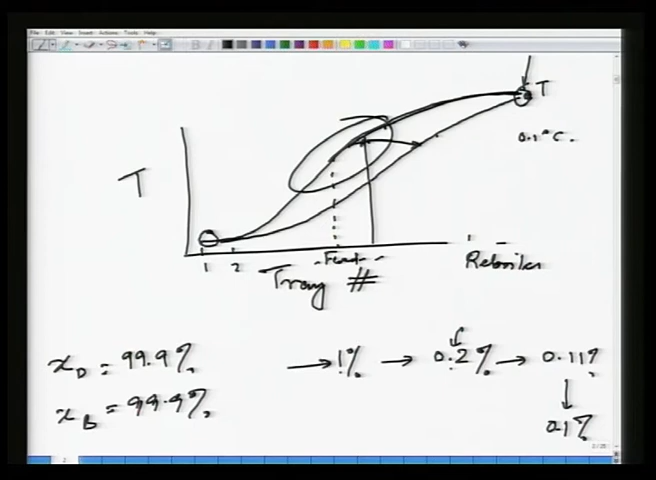 File Edit View Insert Actions Tools Help
T
0.1°C.
T
1 2 Feed Reboiler
Tray #
x_D = 99.9% → 1% → 0.2% → 0.11%
x_B = 99.9%
0.1%